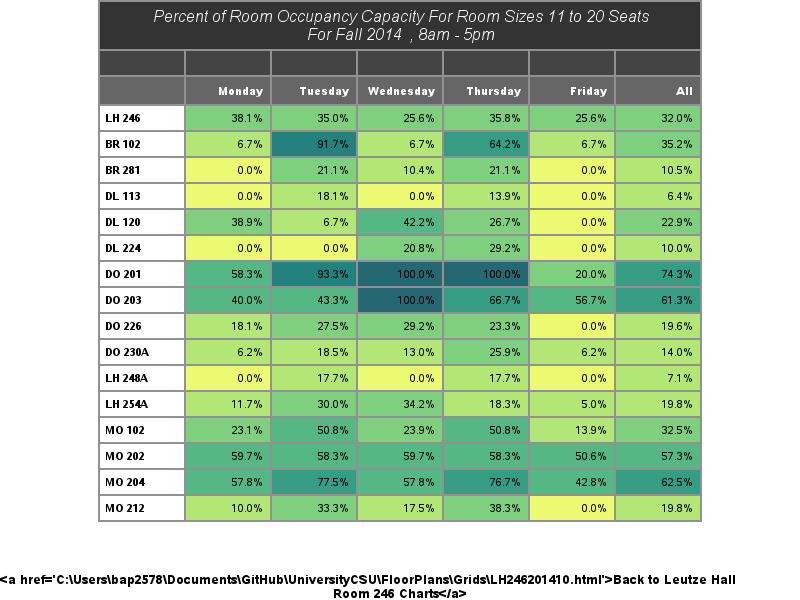 Percent of Room Occupancy Capacity For Room Sizes 11 to 20 Seats
For Fall 2014 , 8am - 5pm
Monday Tuesday Wednesday Thursday Friday All
LH 246 38.1% 35.0% 25.6% 35.8% 25.6% 32.0%
BR 102 6.7% 91.7% 6.7% 64.2% 6.7% 35.2%
BR 281 0.0% 21.1% 10.4% 21.1% 0.0% 10.5%
DL 113 0.0% 18.1% 0.0% 13.9% 0.0% 6.4%
DL 120 38.9% 6.7% 42.2% 26.7% 0.0% 22.9%
DL 224 0.0% 0.0% 20.8% 29.2% 0.0% 10.0%
DO 201 58.3% 93.3% 100.0% 100.0% 20.0% 74.3%
DO 203 40.0% 43.3% 100.0% 66.7% 56.7% 61.3%
DO 226 18.1% 27.5% 29.2% 23.3% 0.0% 19.6%
DO 230A 6.2% 18.5% 13.0% 25.9% 6.2% 14.0%
LH 248A 0.0% 17.7% 0.0% 17.7% 0.0% 7.1%
LH 254A 11.7% 30.0% 34.2% 18.3% 5.0% 19.8%
MO 102 23.1% 50.8% 23.9% 50.8% 13.9% 32.5%
MO 202 59.7% 58.3% 59.7% 58.3% 50.6% 57.3%
MO 204 57.8% 77.5% 57.8% 76.7% 42.8% 62.5%
MO 212 10.0% 33.3% 17.5% 38.3% 0.0% 19.8%
<a href='C:\Users\bap2578\Documents\GitHub\UniversityCSU\FloorPlans\Grids\LH246201410.html'>Back to Leutze Hall
Room 246 Charts</a>